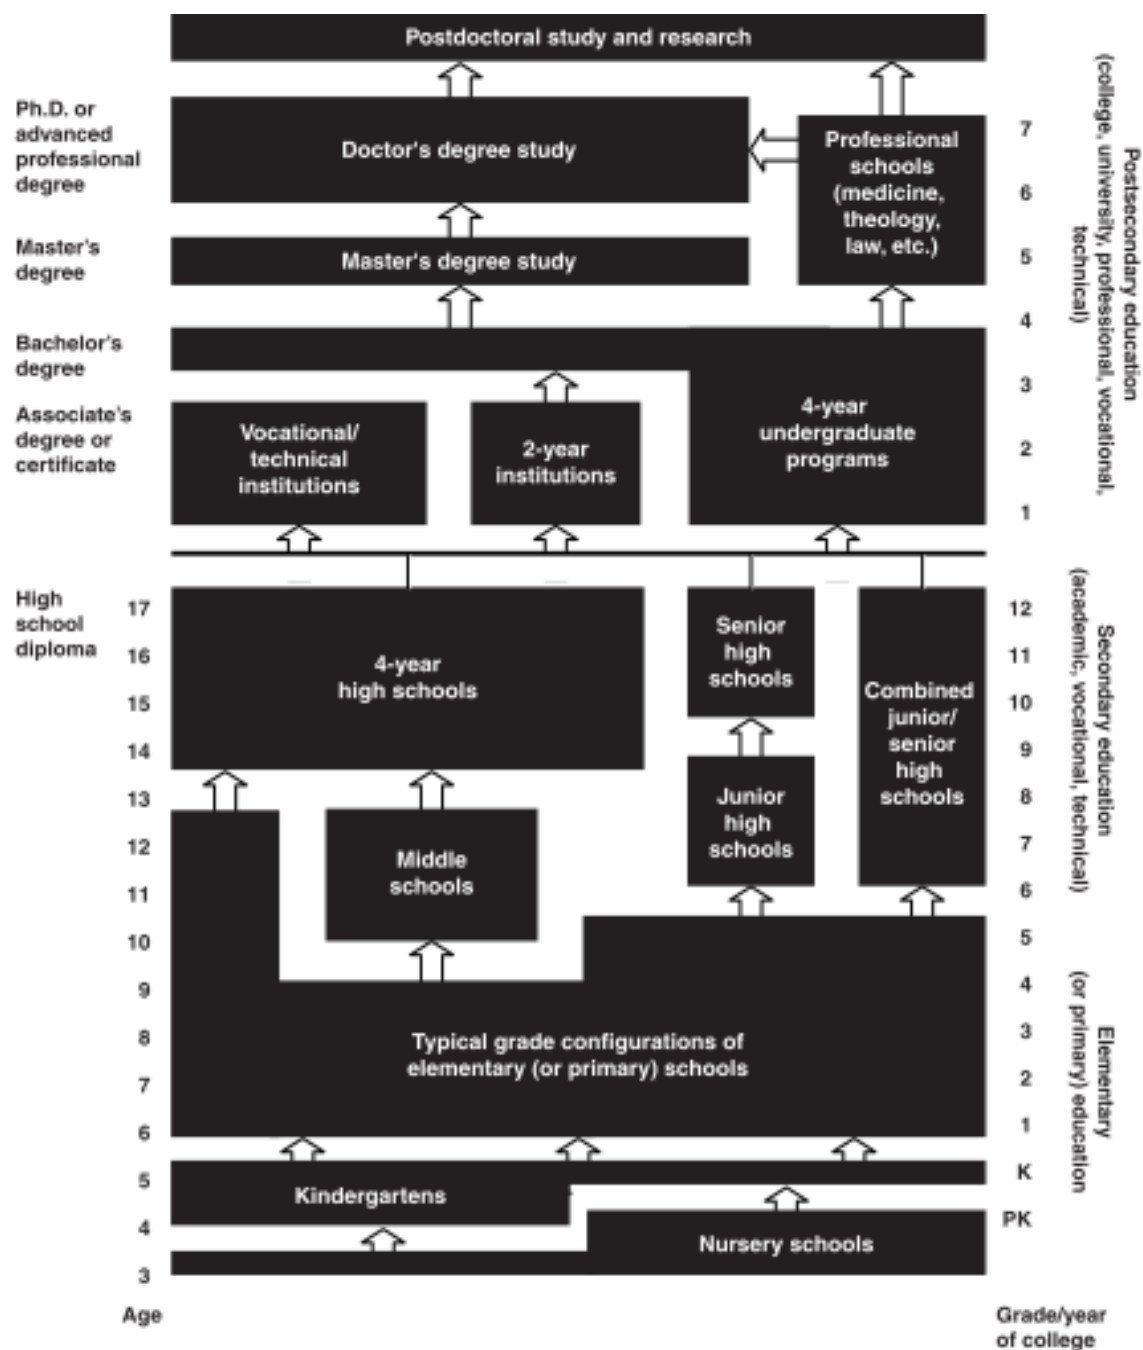 Postdoctoral study and research
Ph.D. or
advanced
professional
degree
Doctor's degree study
Professional
schools
(medicine,
theology,
law, etc.)
7
6
5
Master's
degree
Master's degree study
4
Bachelor's
degree
3
Associate's
degree or
certificate
Vocational/
technical
institutions
2-year
institutions
4-year
undergraduate
programs
2
1
Postsecondary education
(college, university, professional, vocational,
technical)
High
school
diploma
17
16
15
14
13
12
11
10
9
8
7
6
5
4
3
4-year
high schools
Senior
high
schools
Combined
junior/
senior
high
schools
Junior
high
schools
Middle
schools
12
11
10
9
8
7
6
5
4
3
2
1
K
PK
Secondary education
(academic, vocational, technical)
Typical grade configurations of
elementary (or primary) schools
Elementary
(or primary) education
Kindergartens
Nursery schools
Age
Grade/year
of college